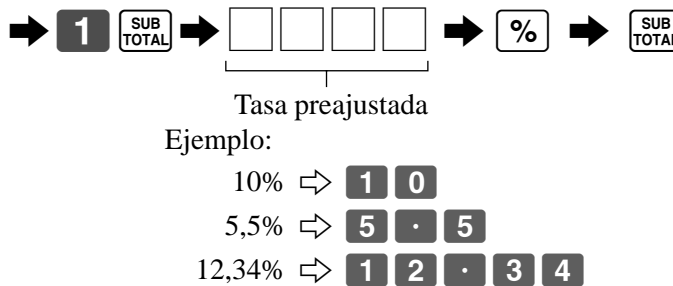 1 SUB TOTAL % SUB TOTAL
Tasa preajustada
Ejemplo:
10% ⇨ 1 0
5,5% ⇨ 5 · 5
12,34% ⇨ 1 2 · 3 4